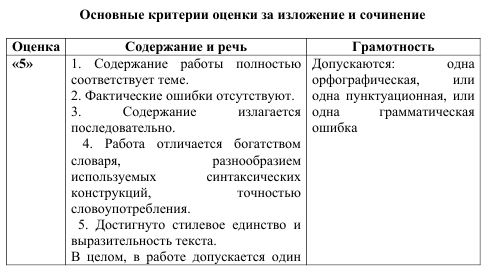 Основные критерии оценки за изложение и сочинение
Оценка Содержание и речь Грамотность
«5» 1. Содержание работы полностью Допускаются: одна
соответствует теме. орфографическая, или
2. Фактические ошибки отсутствуют. одна пунктуационная, или
3. Содержание излагается одна грамматическая
последовательно. ошибка
4. Работа отличается богатством
словаря, разнообразием
используемых синтаксических
конструкций, точностью
словоупотребления.
5. Достигнуто стилевое единство и
выразительность текста.
В целом, в работе допускается один